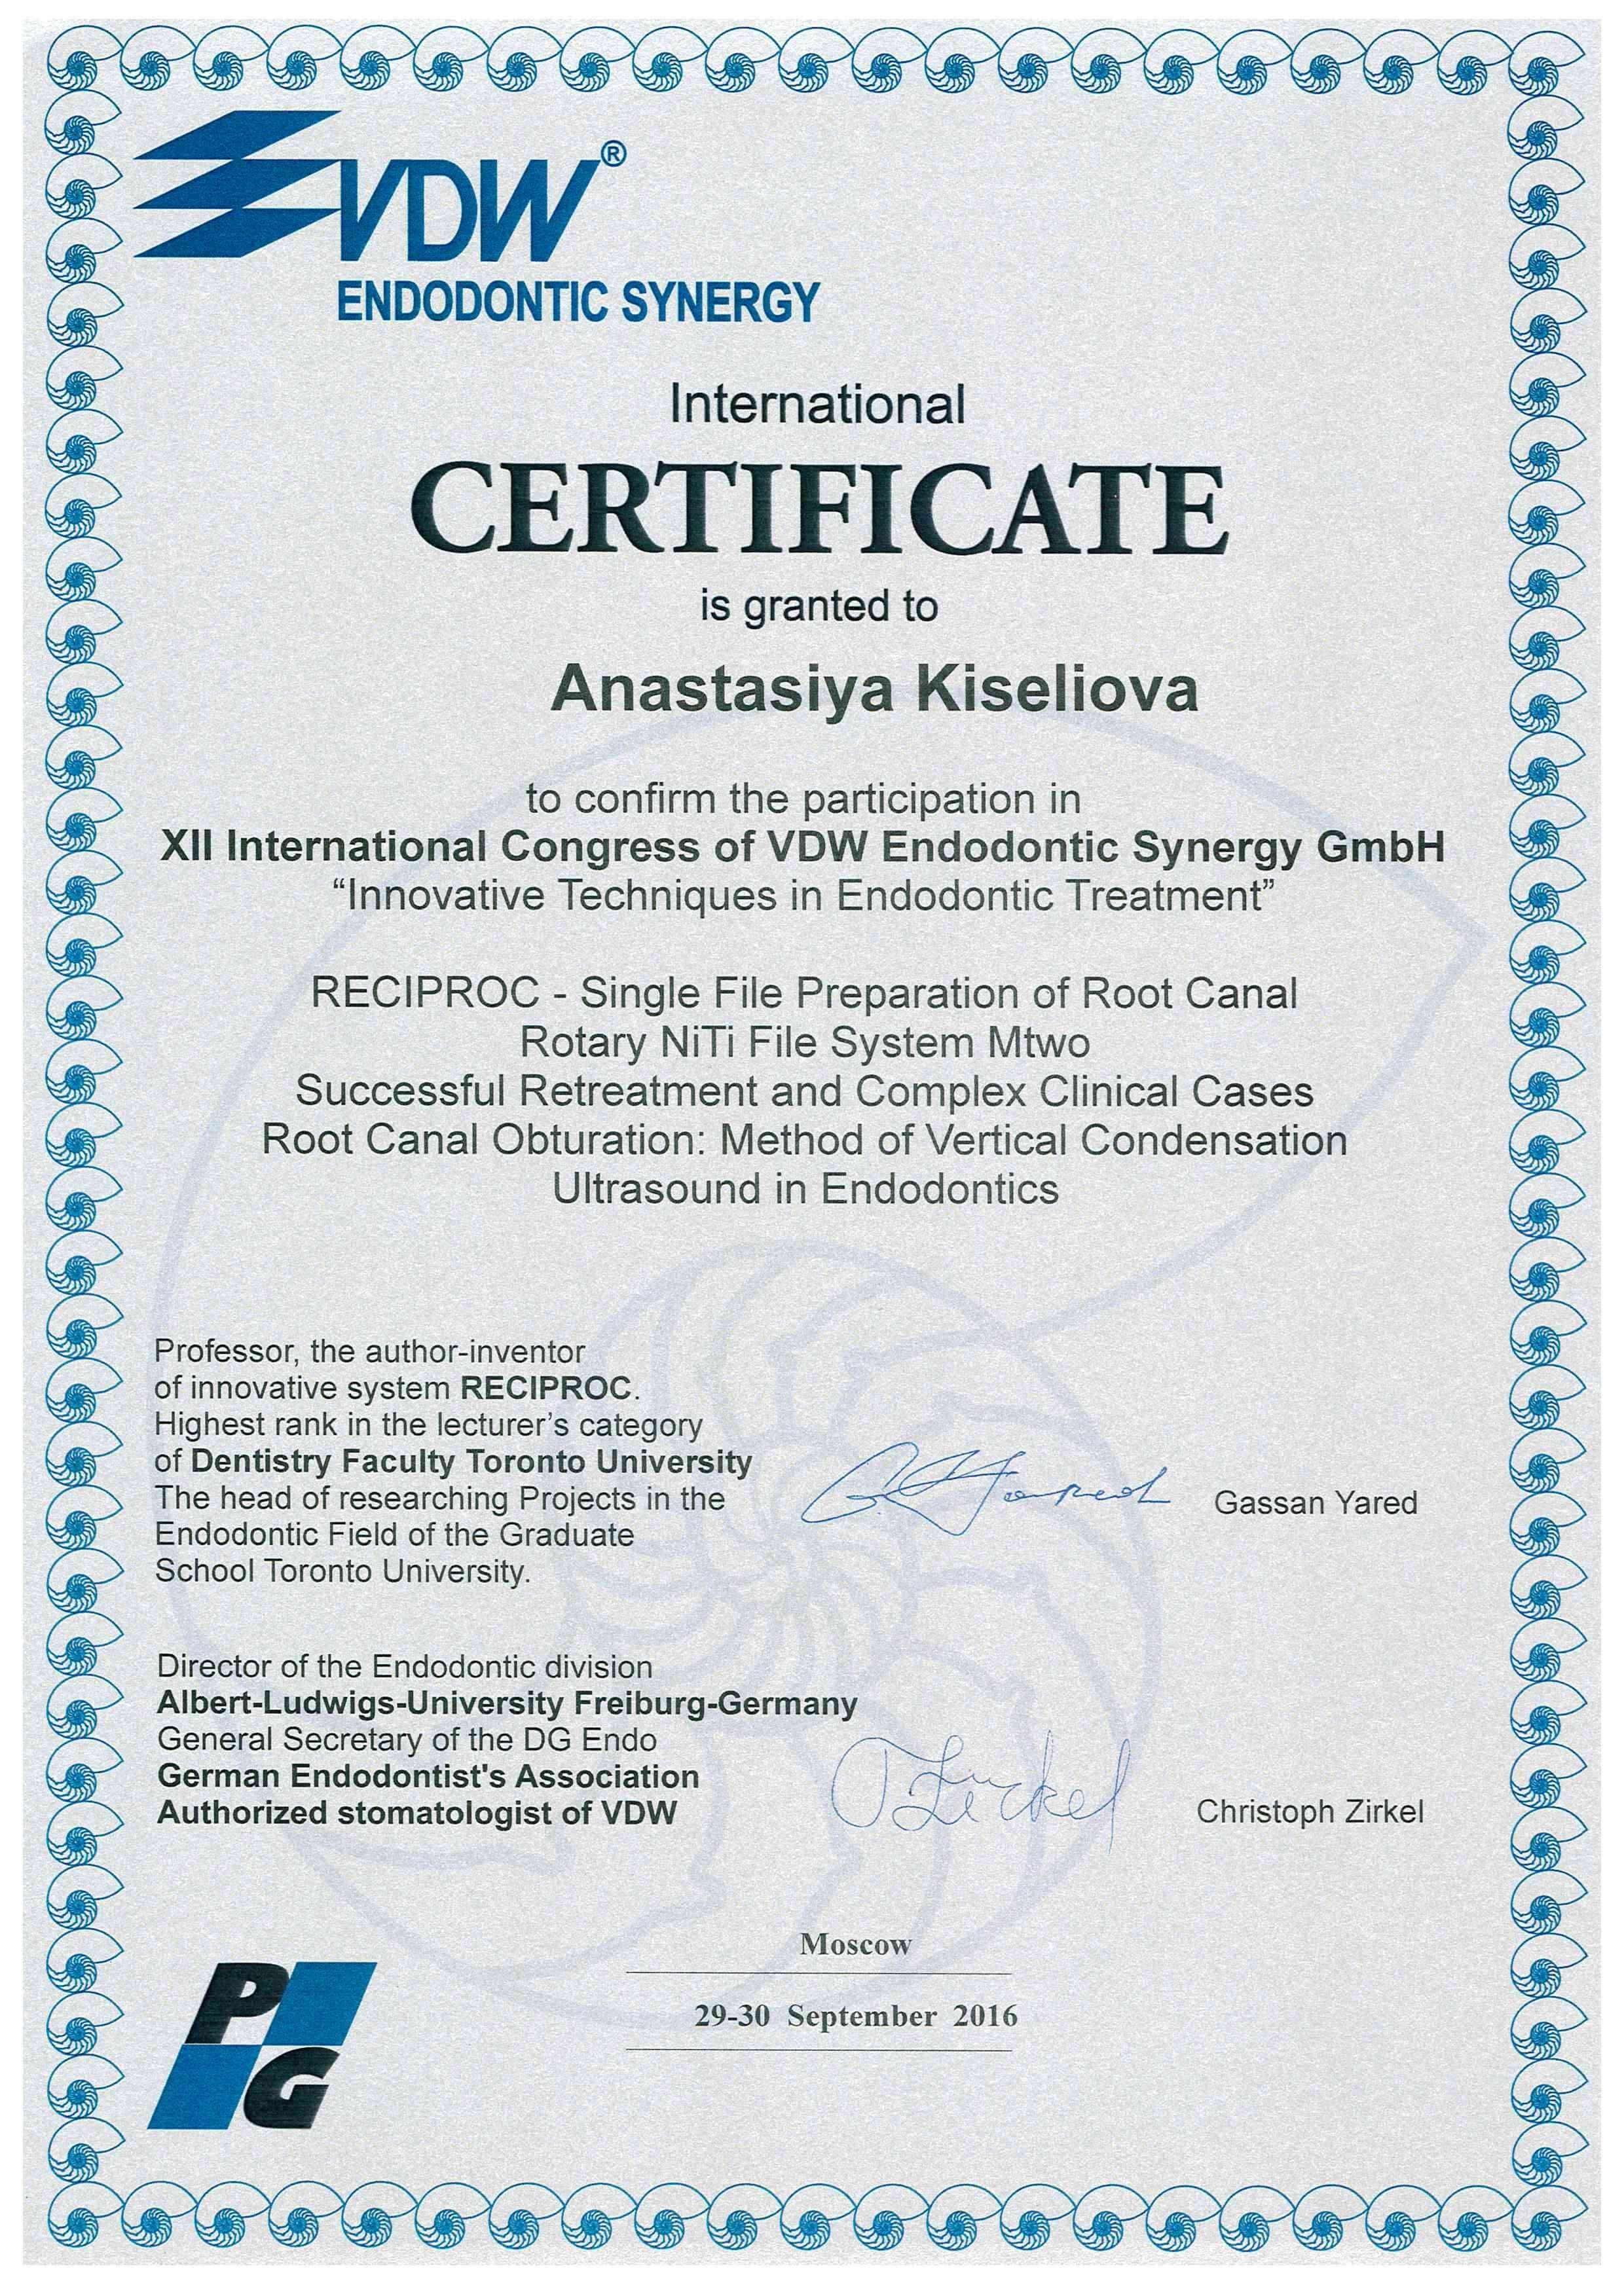 VDW®
ENDODONTIC SYNERGY
International
CERTIFICATE
is granted to
Anastasiya Kiseliova
to confirm the participation in
XII International Congress of VDW Endodontic Synergy GmbH
“Innovative Techniques in Endodontic Treatment”
RECIPROC - Single File Preparation of Root Canal
Rotary NiTi File System Mtwo
Successful Retreatment and Complex Clinical Cases
Root Canal Obturation: Method of Vertical Condensation
Ultrasound in Endodontics
Professor, the author-inventor
of innovative system RECIPROC.
Highest rank in the lecturer’s category
of Dentistry Faculty Toronto University
The head of researching Projects in the
Endodontic Field of the Graduate
School Toronto University.
Gassan Yared
Director of the Endodontic division
Albert-Ludwigs-University Freiburg-Germany
General Secretary of the DG Endo
German Endodontist's Association
Authorized stomatologist of VDW
Zirkel
Christoph Zirkel
Moscow
29-30 September 2016
PG